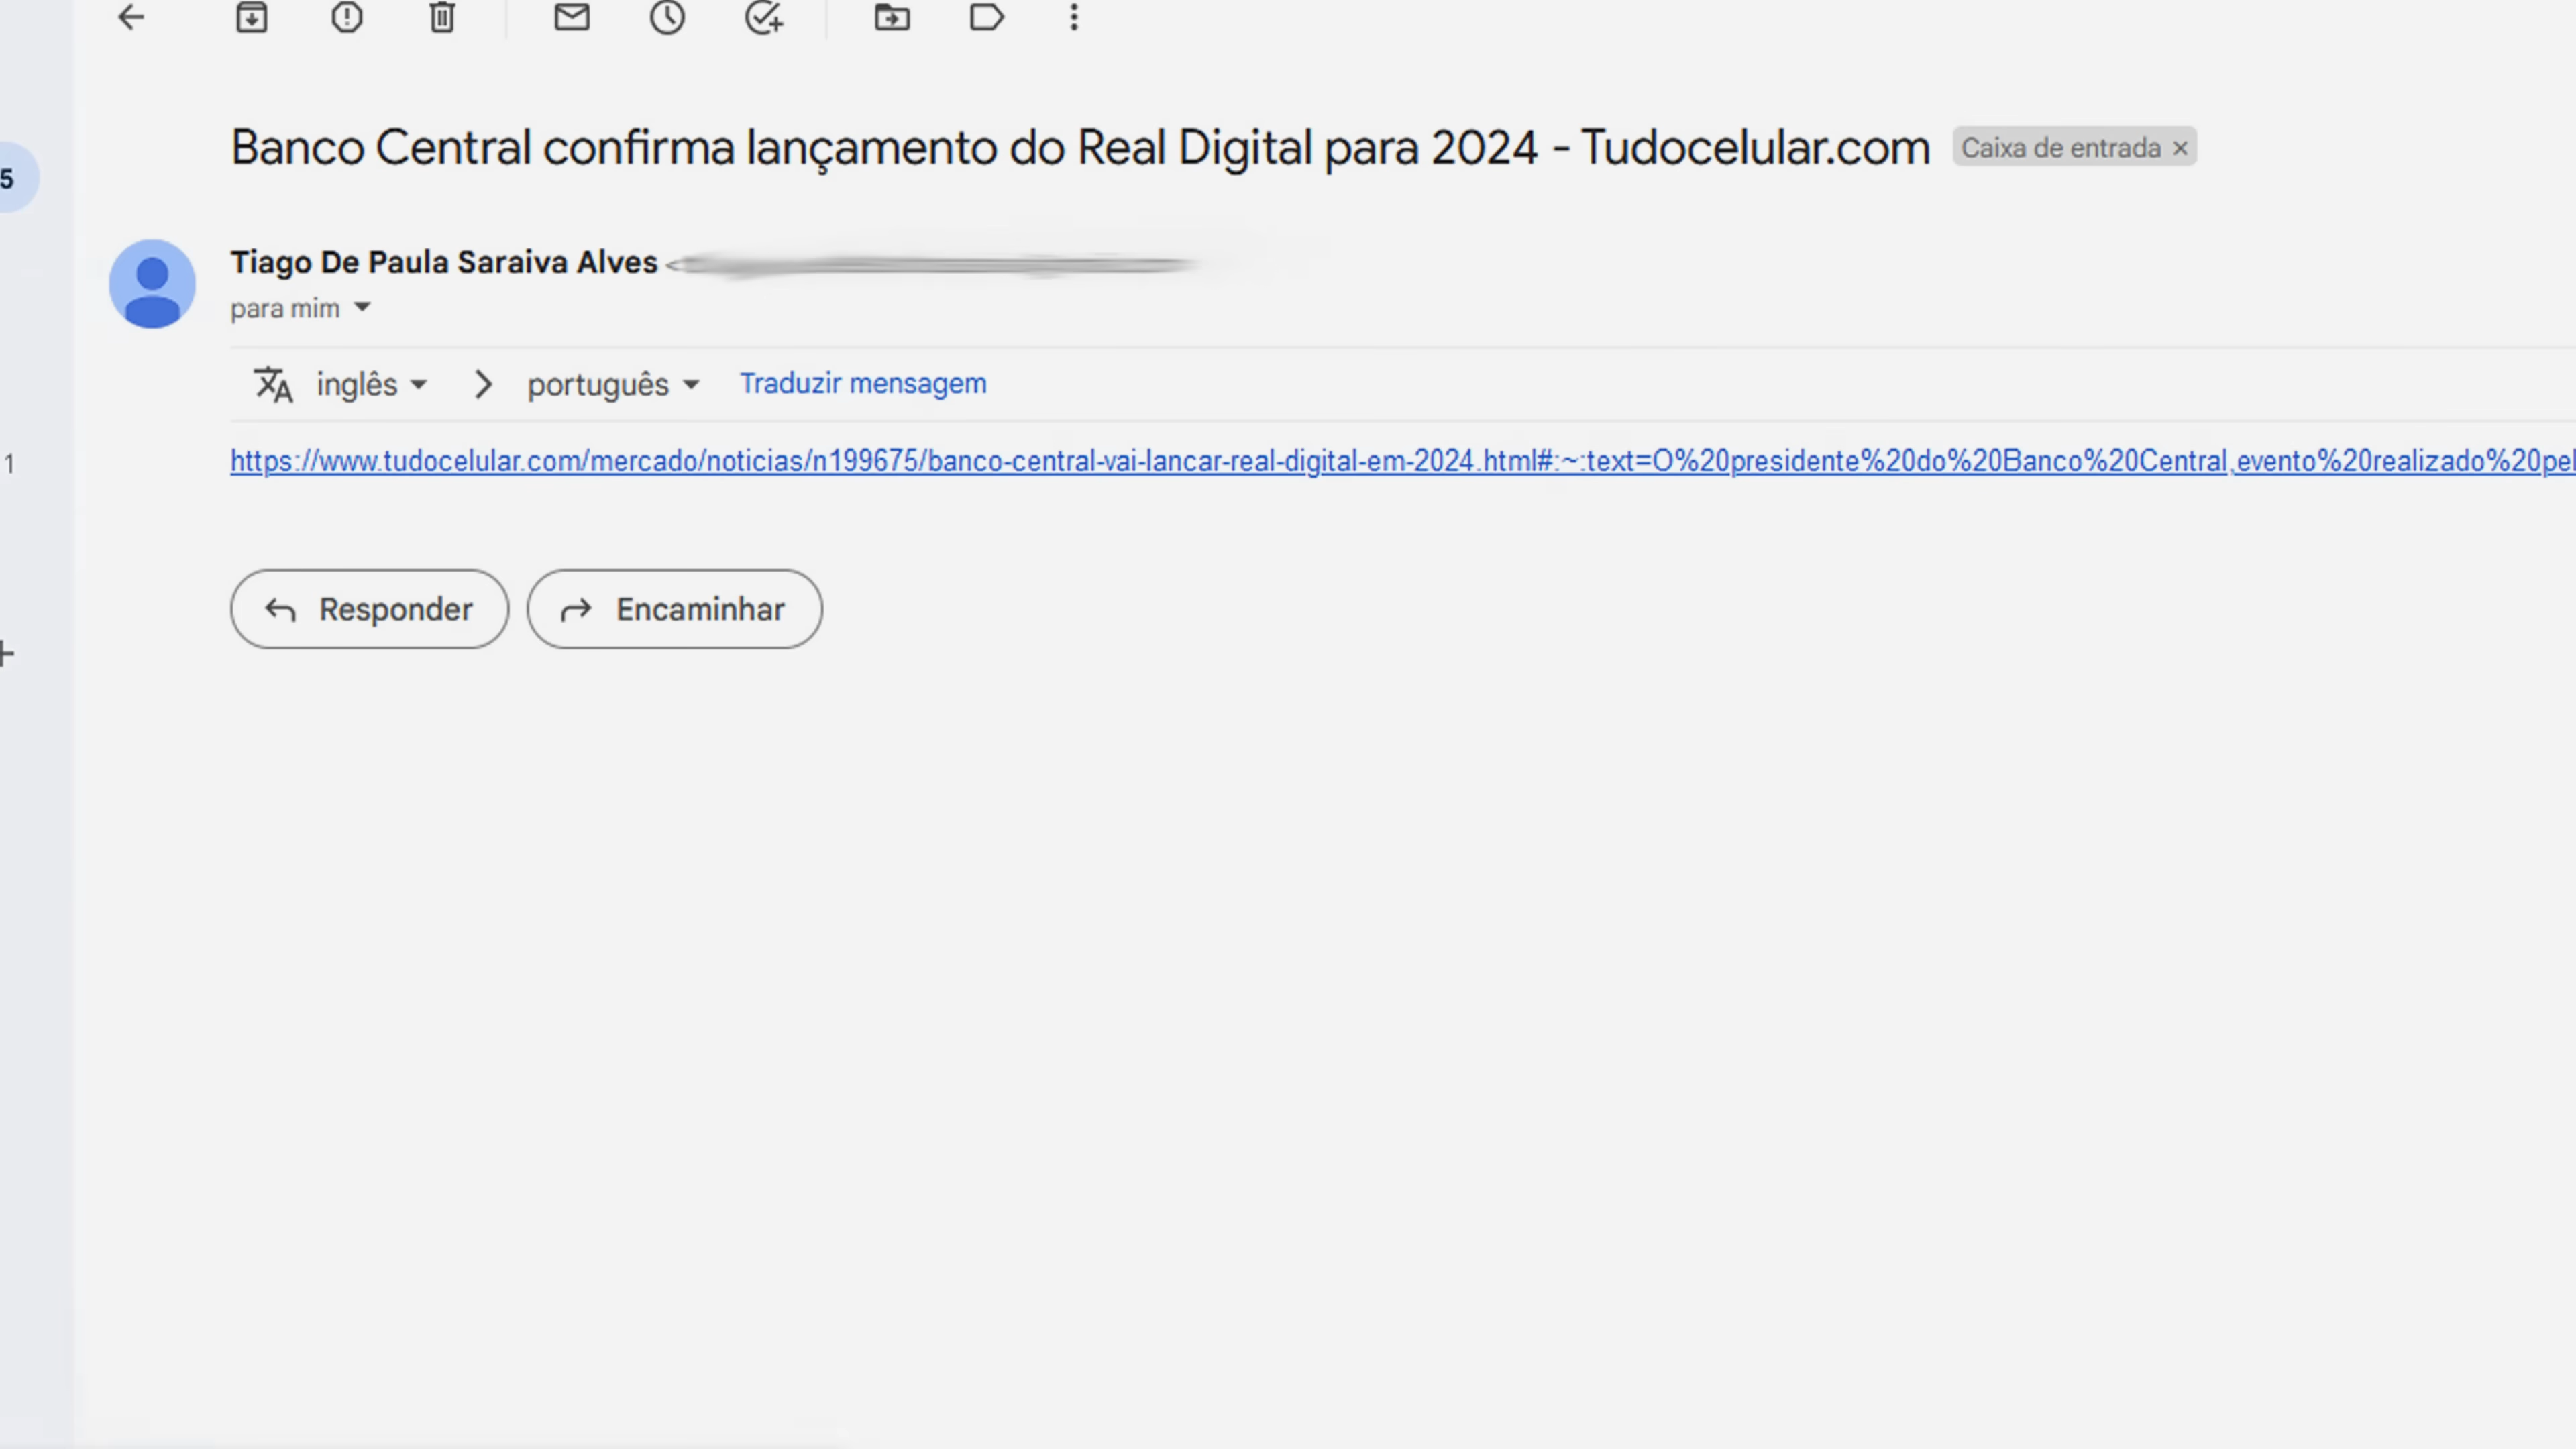 Banco Central confirma lançamento do Real Digital para 2024 - Tudocelular.com Caixa de entrada ×
5
Tiago De Paula Saraiva Alves
para mim
inglês > português Traduzir mensagem
https://www.tudocelular.com/mercado/noticias/n199675/banco-central-vai-lancar-real-digital-em-2024.html#:~:text=O%20presidente%20do%20Banco%20Central,evento%20realizado%20pel
1
Responder Encaminhar